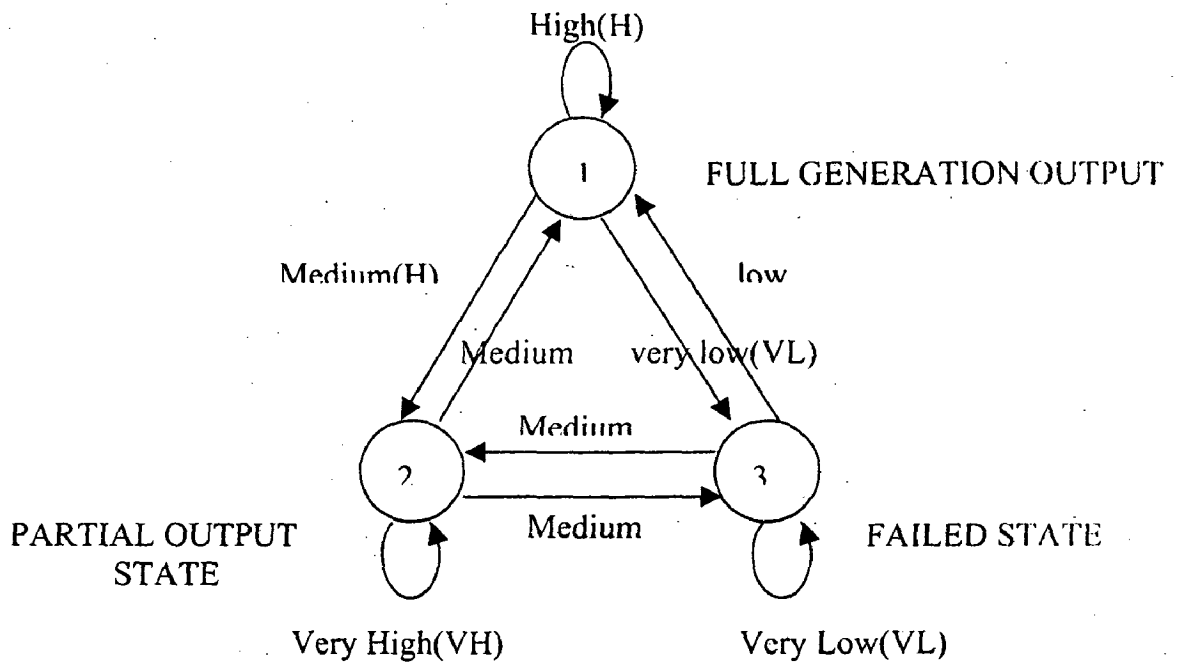 High(H)
1
FULL GENERATION OUTPUT
Medium(H)
low
Medium
very low(VL)
Medium
2
3
Medium
PARTIAL OUTPUT
STATE
FAILED STATE
Very High(VH)
Very Low(VL)